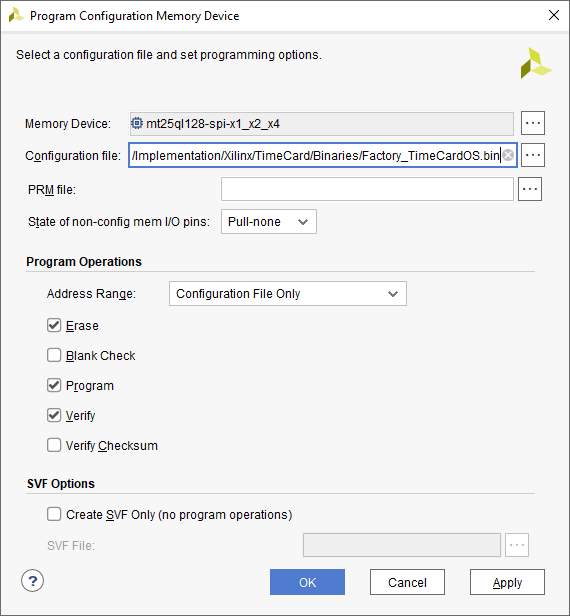 Program Configuration Memory Device
Select a configuration file and set programming options.
Memory Device: mt25ql128-spi-x1_x2_x4 ...
Configuration file: /Implementation/Xilinx/TimeCard/Binaries/Factory_TimeCardOS.bin ...
PRM file: ...
State of non-config mem I/O pins: Pull-none
Program Operations
Address Range: Configuration File Only
Erase
Blank Check
Program
Verify
Verify Checksum
SVF Options
Create SVF Only (no program operations)
SVF File: ...
? OK Cancel Apply